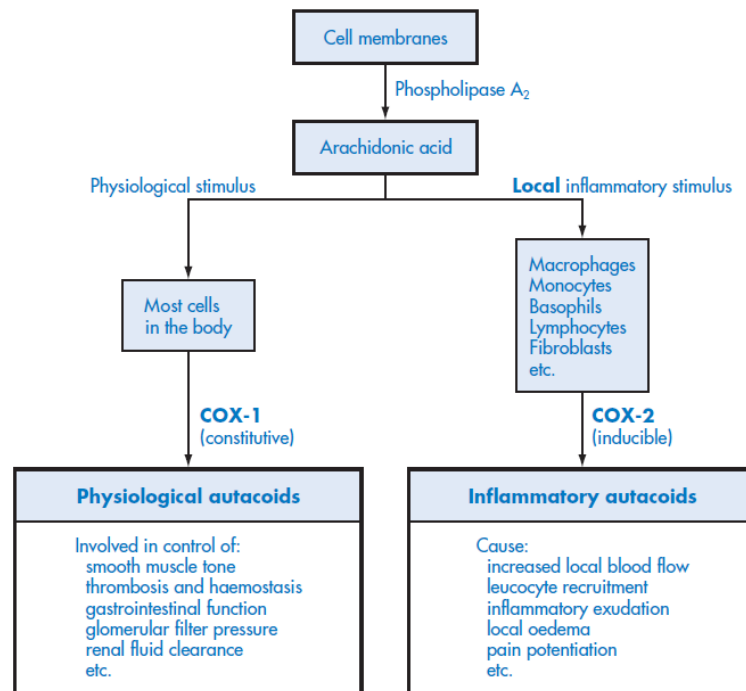 Cell membranes
Phospholipase A₂
Arachidonic acid
Physiological stimulus
Local inflammatory stimulus
Most cells
in the body
Macrophages
Monocytes
Basophils
Lymphocytes
Fibroblasts
etc.
COX-1
(constitutive)
COX-2
(inducible)
Physiological autacoids
Involved in control of:
smooth muscle tone
thrombosis and haemostasis
gastrointestinal function
glomerular filter pressure
renal fluid clearance
etc.
Inflammatory autacoids
Cause:
increased local blood flow
leucocyte recruitment
inflammatory exudation
local oedema
pain potentiation
etc.